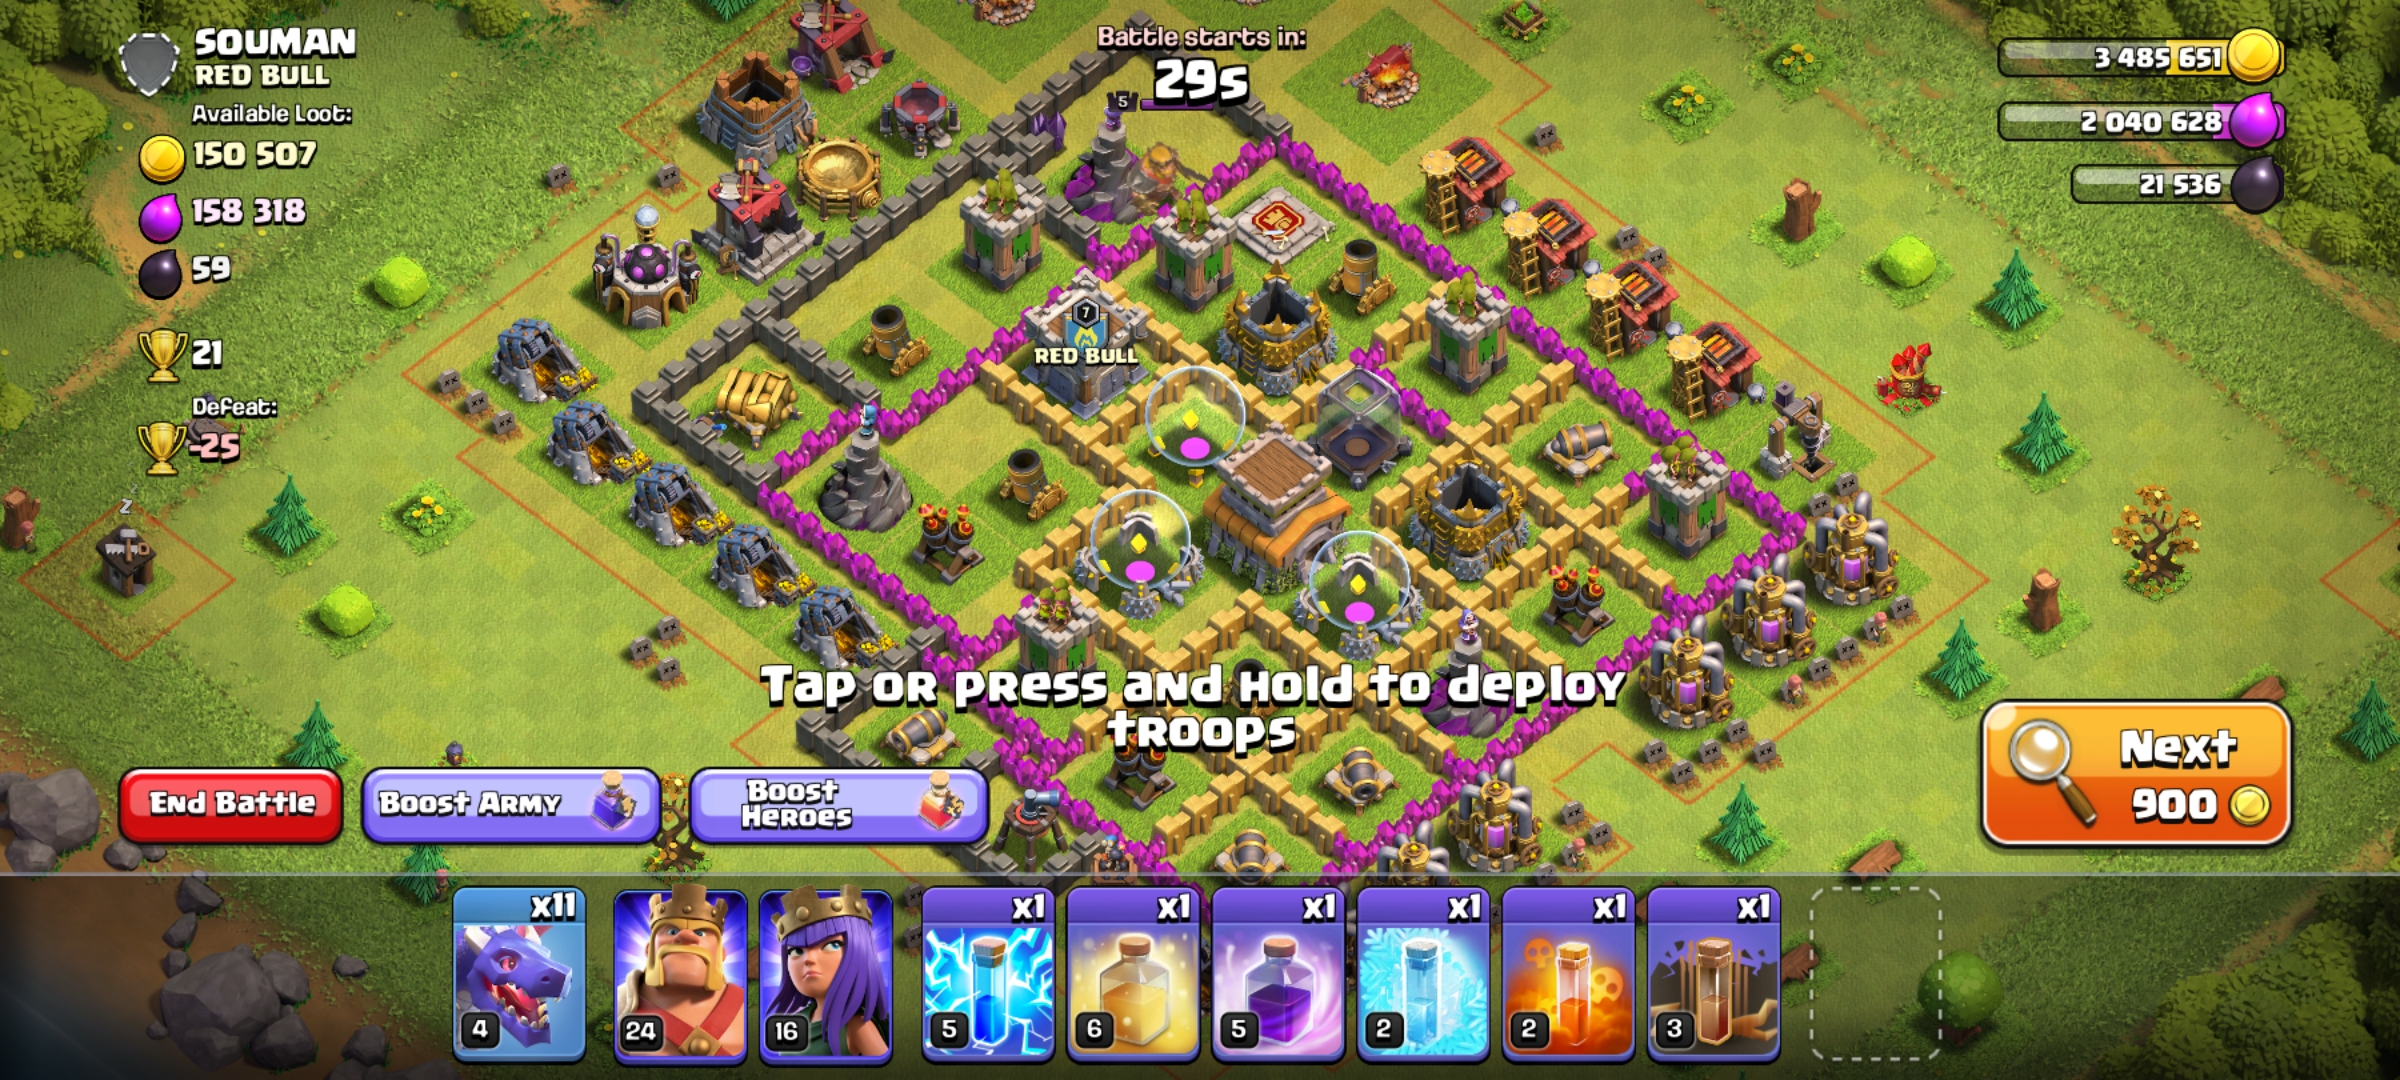 SOUMAN
RED BULL
Available Loot:
150 507
158 318
59
21
Defeat:
-25
Battle starts in:
29s
5
3 485 651
2 040 628
21 536
7
RED BULL
z
Tap or press and hold to deploy
troops
End Battle
Boost Army
Boost
Heroes
Next
900
x11
4
24
16
x1
5
x1
6
x1
5
x1
2
x1
2
x1
3